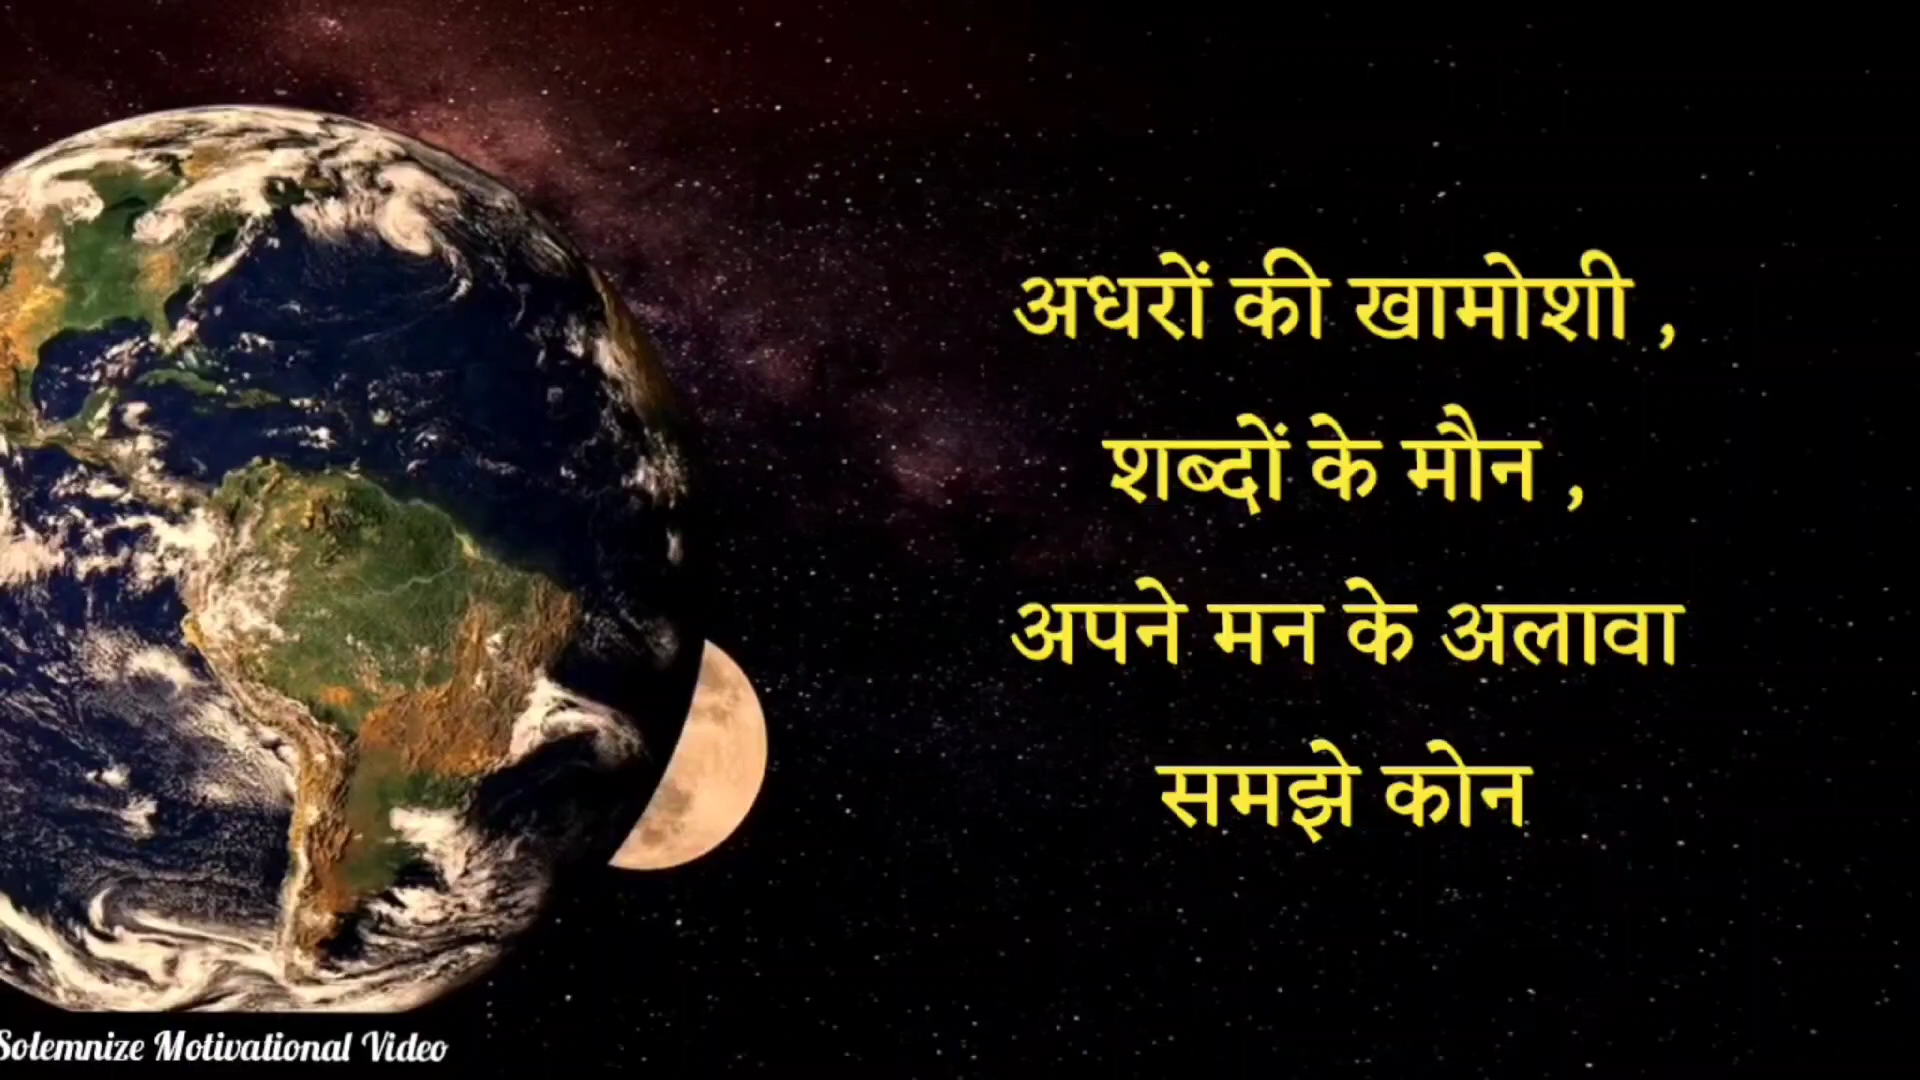 अधरों की खामोशी ,
शब्दों के मौन ,
अपने मन के अलावा
समझे कोन
Solemnize Motivational Video